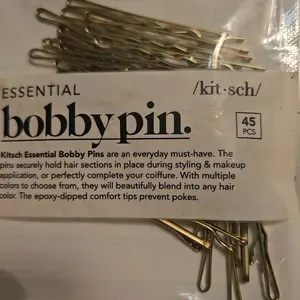 ESSENTIAL
/kit•sch/
bobby pin.
45
PCS
Kitsch Essential Bobby Pins are an everyday must-have. The
pins securely hold hair sections in place during styling & makeup
application, or perfectly complete your coiffure. With multiple
colors to choose from, they will beautifully blend into any hair
color. The epoxy-dipped comfort tips prevent pokes.